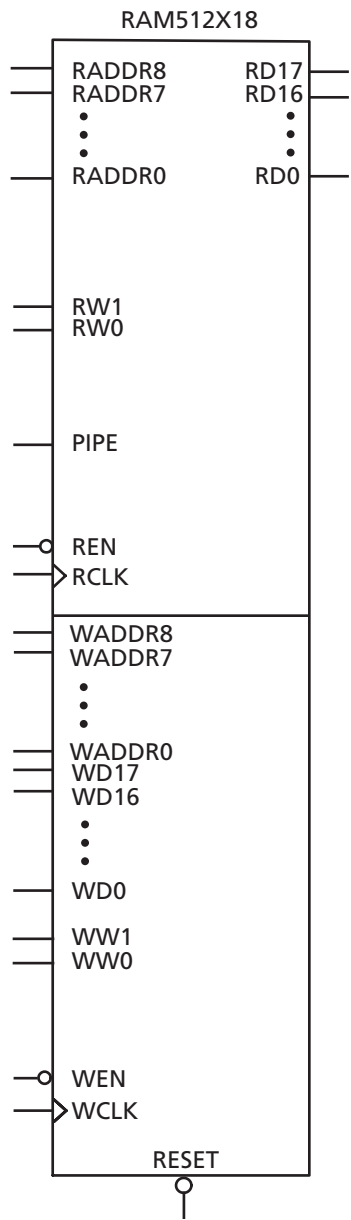 RAM512X18
RADDR8 RD17
RADDR7 RD16
RADDR0 RD0
RW1
RW0
PIPE
REN
RCLK
WADDR8
WADDR7
WADDR0
WD17
WD16
WD0
WW1
WW0
WEN
WCLK
RESET